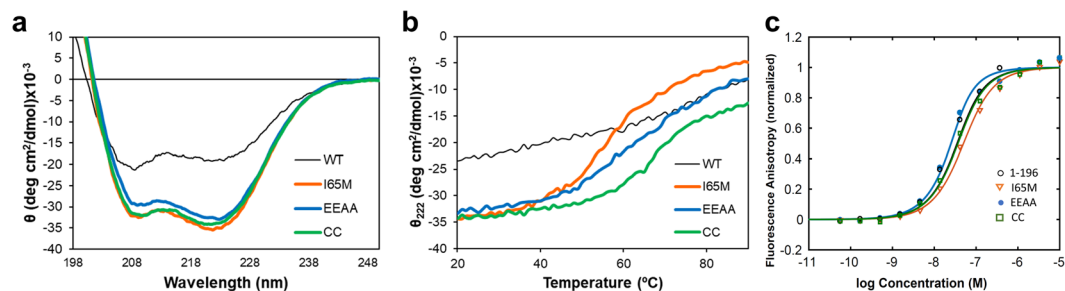 a
θ (deg cm2/dmol)x10-3
10
5
0
-5
-10
-15
-20
-25
-30
-35
-40
198
208
218
228
238
248
Wavelength (nm)
WT
I65M
EEAA
CC
b
θ222 (deg cm2/dmol)x10-3
0
-5
-10
-15
-20
-25
-30
-35
-40
20
40
60
80
Temperature (ºC)
WT
I65M
EEAA
CC
c
Fluorescence Anisotropy (normalized)
1.2
1.0
0.8
0.6
0.4
0.2
0
-0.2
-11
-10
-9
-8
-7
-6
-5
log Concentration (M)
1-196
I65M
EEAA
CC